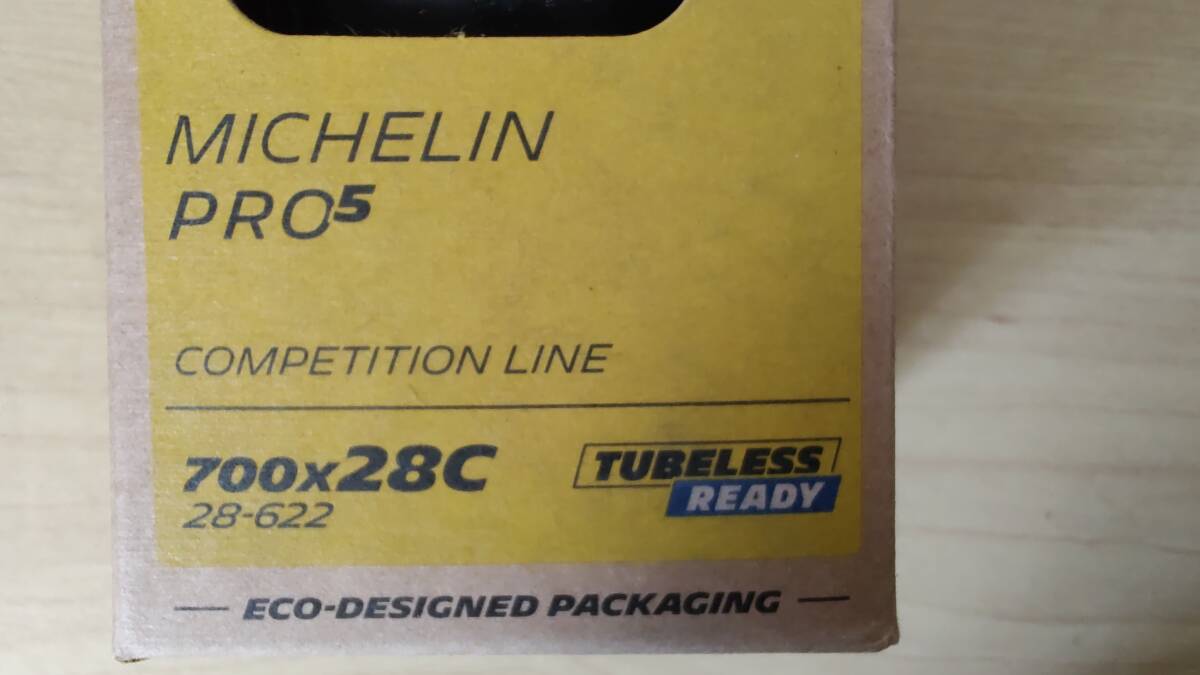 MICHELIN
PRO⁵
COMPETITION LINE
700x28C
28-622
TUBELESS
READY
ECO-DESIGNED PACKAGING